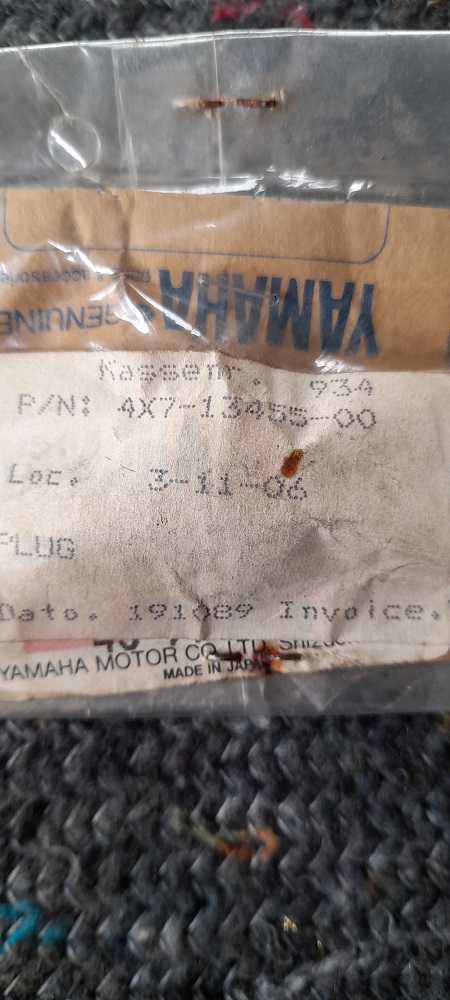 YAMAHA
GENUINE
Kassenr. 934
P/N: 4X7-13455-00
Loc. 3-11-06
PLUG
Dato. 191089 Invoice.
YAMAHA MOTOR CO., LTD.
MADE IN JAPAN